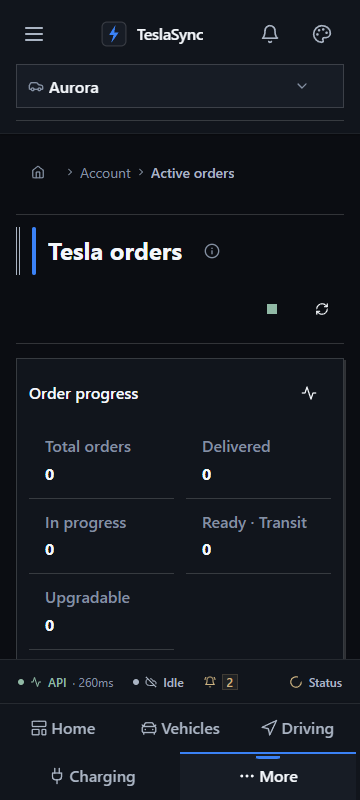 TeslaSync
Aurora
Account
Active orders
Tesla orders
Order progress
Total orders
0
Delivered
0
In progress
0
Ready · Transit
0
Upgradable
0
API · 260ms
Idle
2
Status
Home
Vehicles
Driving
Charging
More